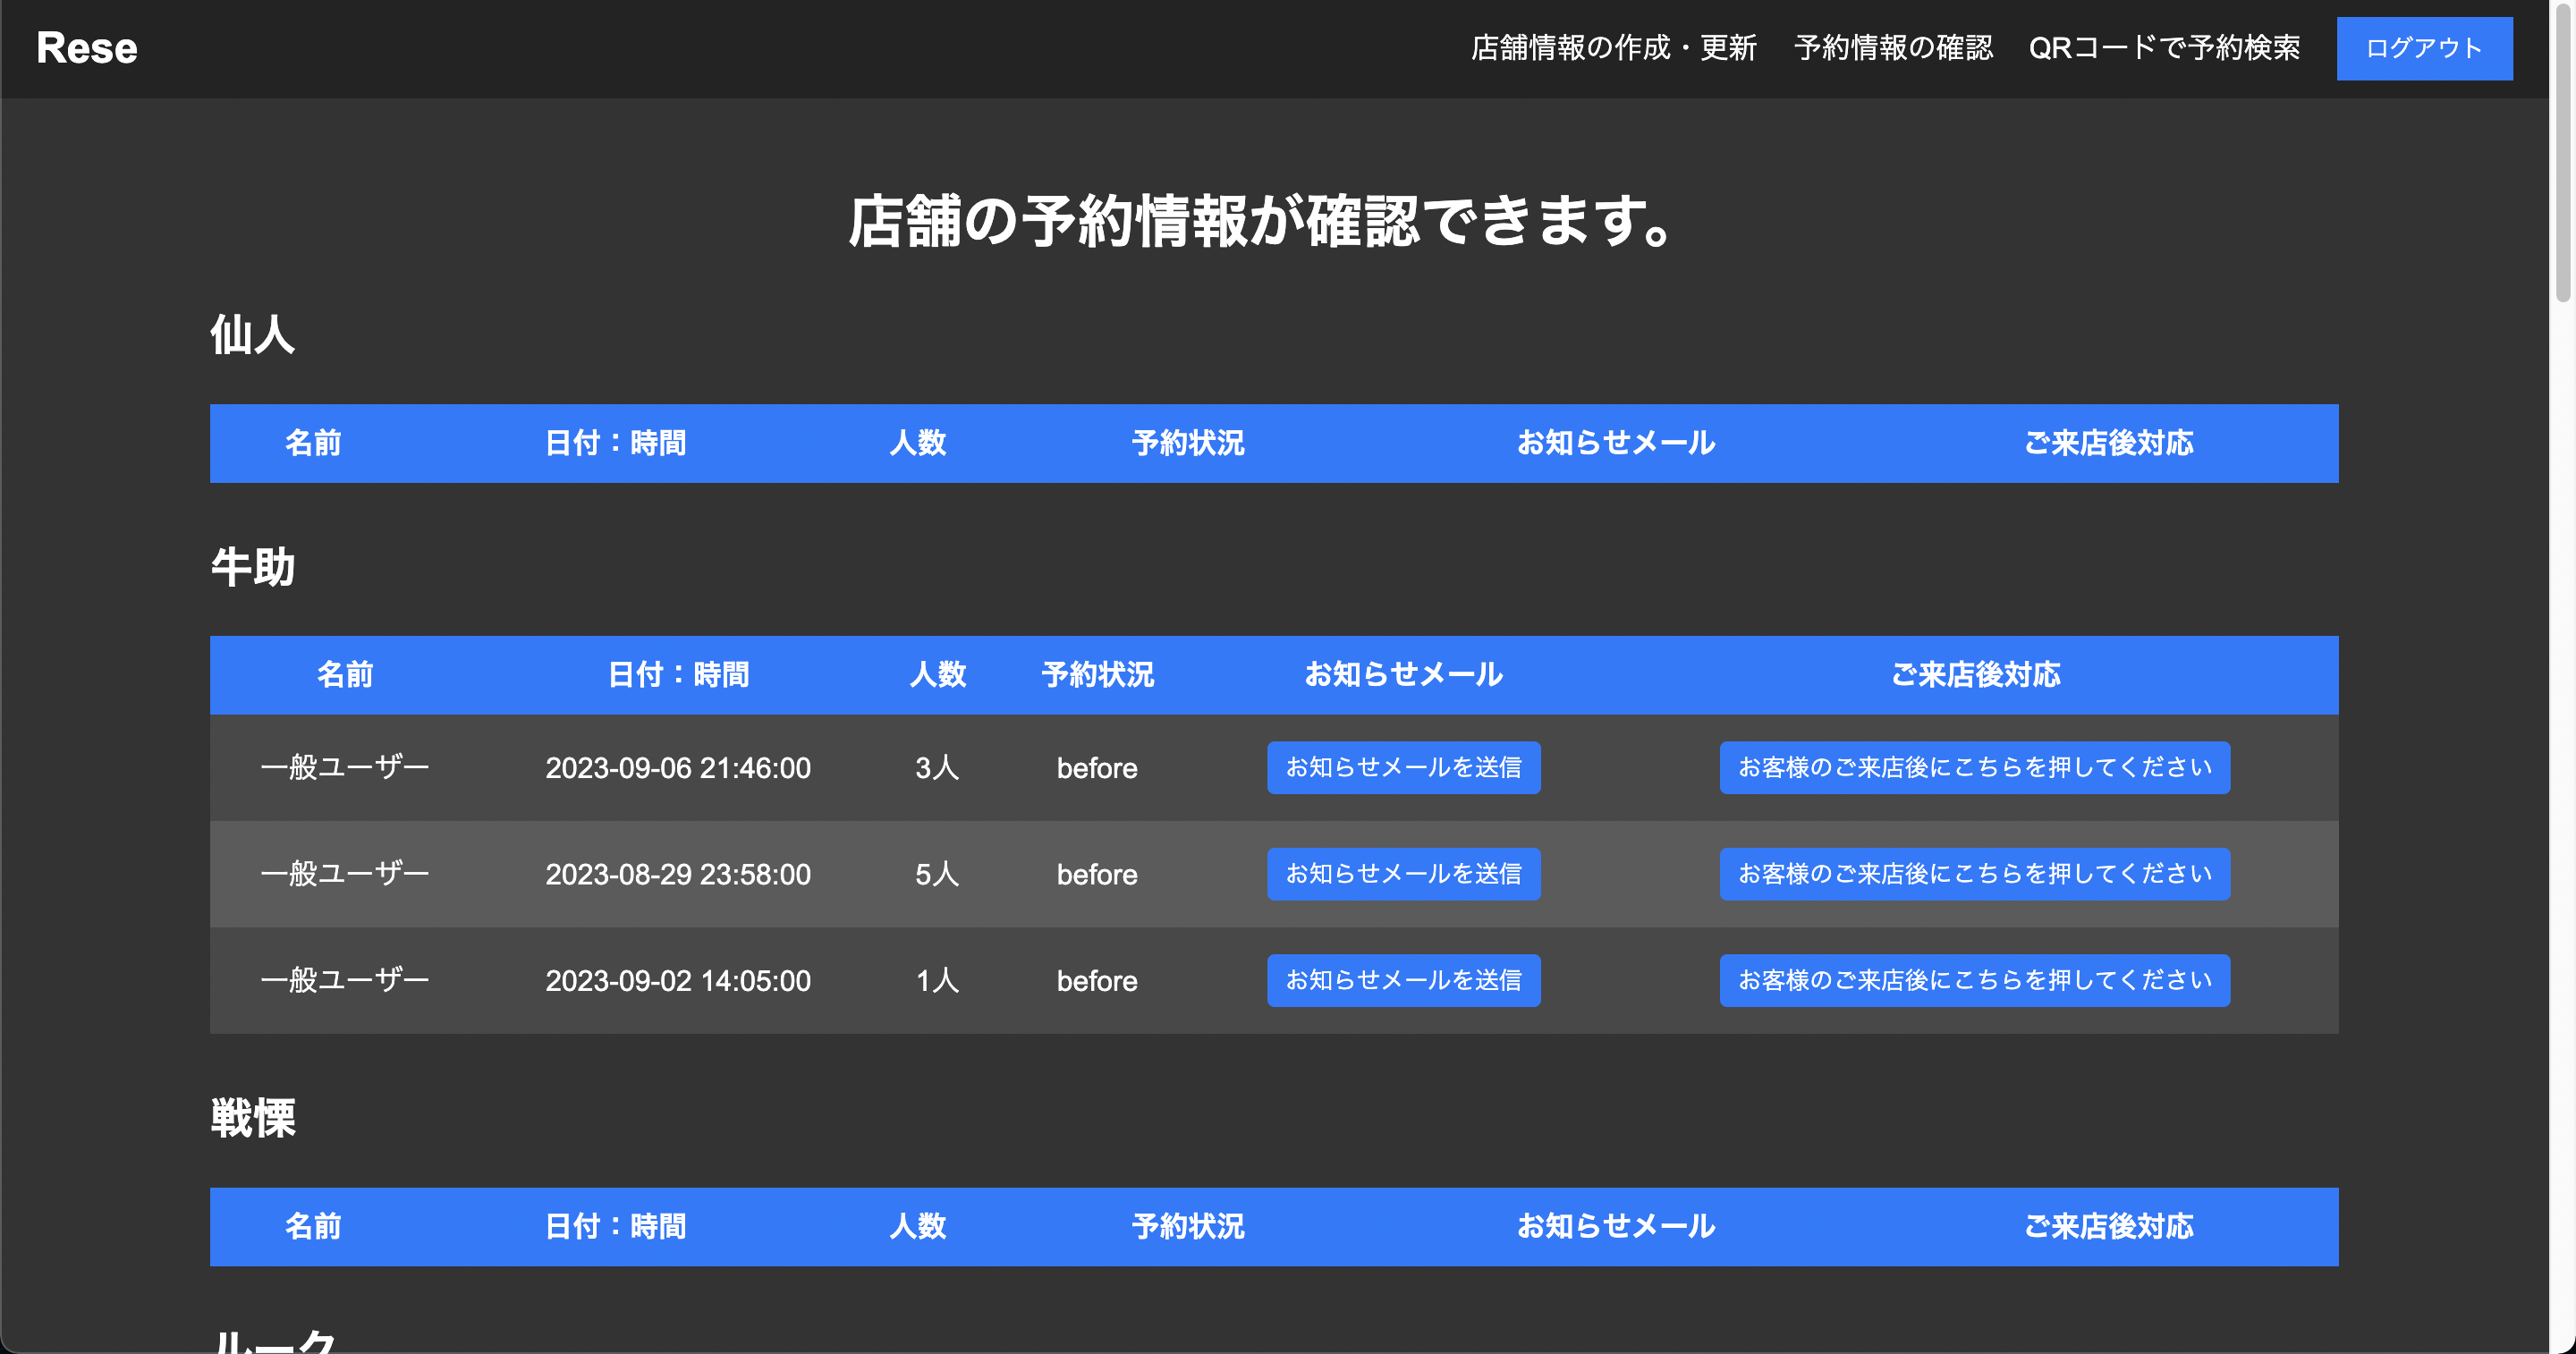 Rese 店舗情報の作成・更新 予約情報の確認 QRコードで予約検索 ログアウト
店舗の予約情報が確認できます。
仙人
名前 日付：時間 人数 予約状況 お知らせメール ご来店後対応
牛助
名前 日付：時間 人数 予約状況 お知らせメール ご来店後対応
一般ユーザー 2023-09-06 21:46:00 3人 before お知らせメールを送信 お客様のご来店後にこちらを押してください
一般ユーザー 2023-08-29 23:58:00 5人 before お知らせメールを送信 お客様のご来店後にこちらを押してください
一般ユーザー 2023-09-02 14:05:00 1人 before お知らせメールを送信 お客様のご来店後にこちらを押してください
戦慄
名前 日付：時間 人数 予約状況 お知らせメール ご来店後対応
ルーク